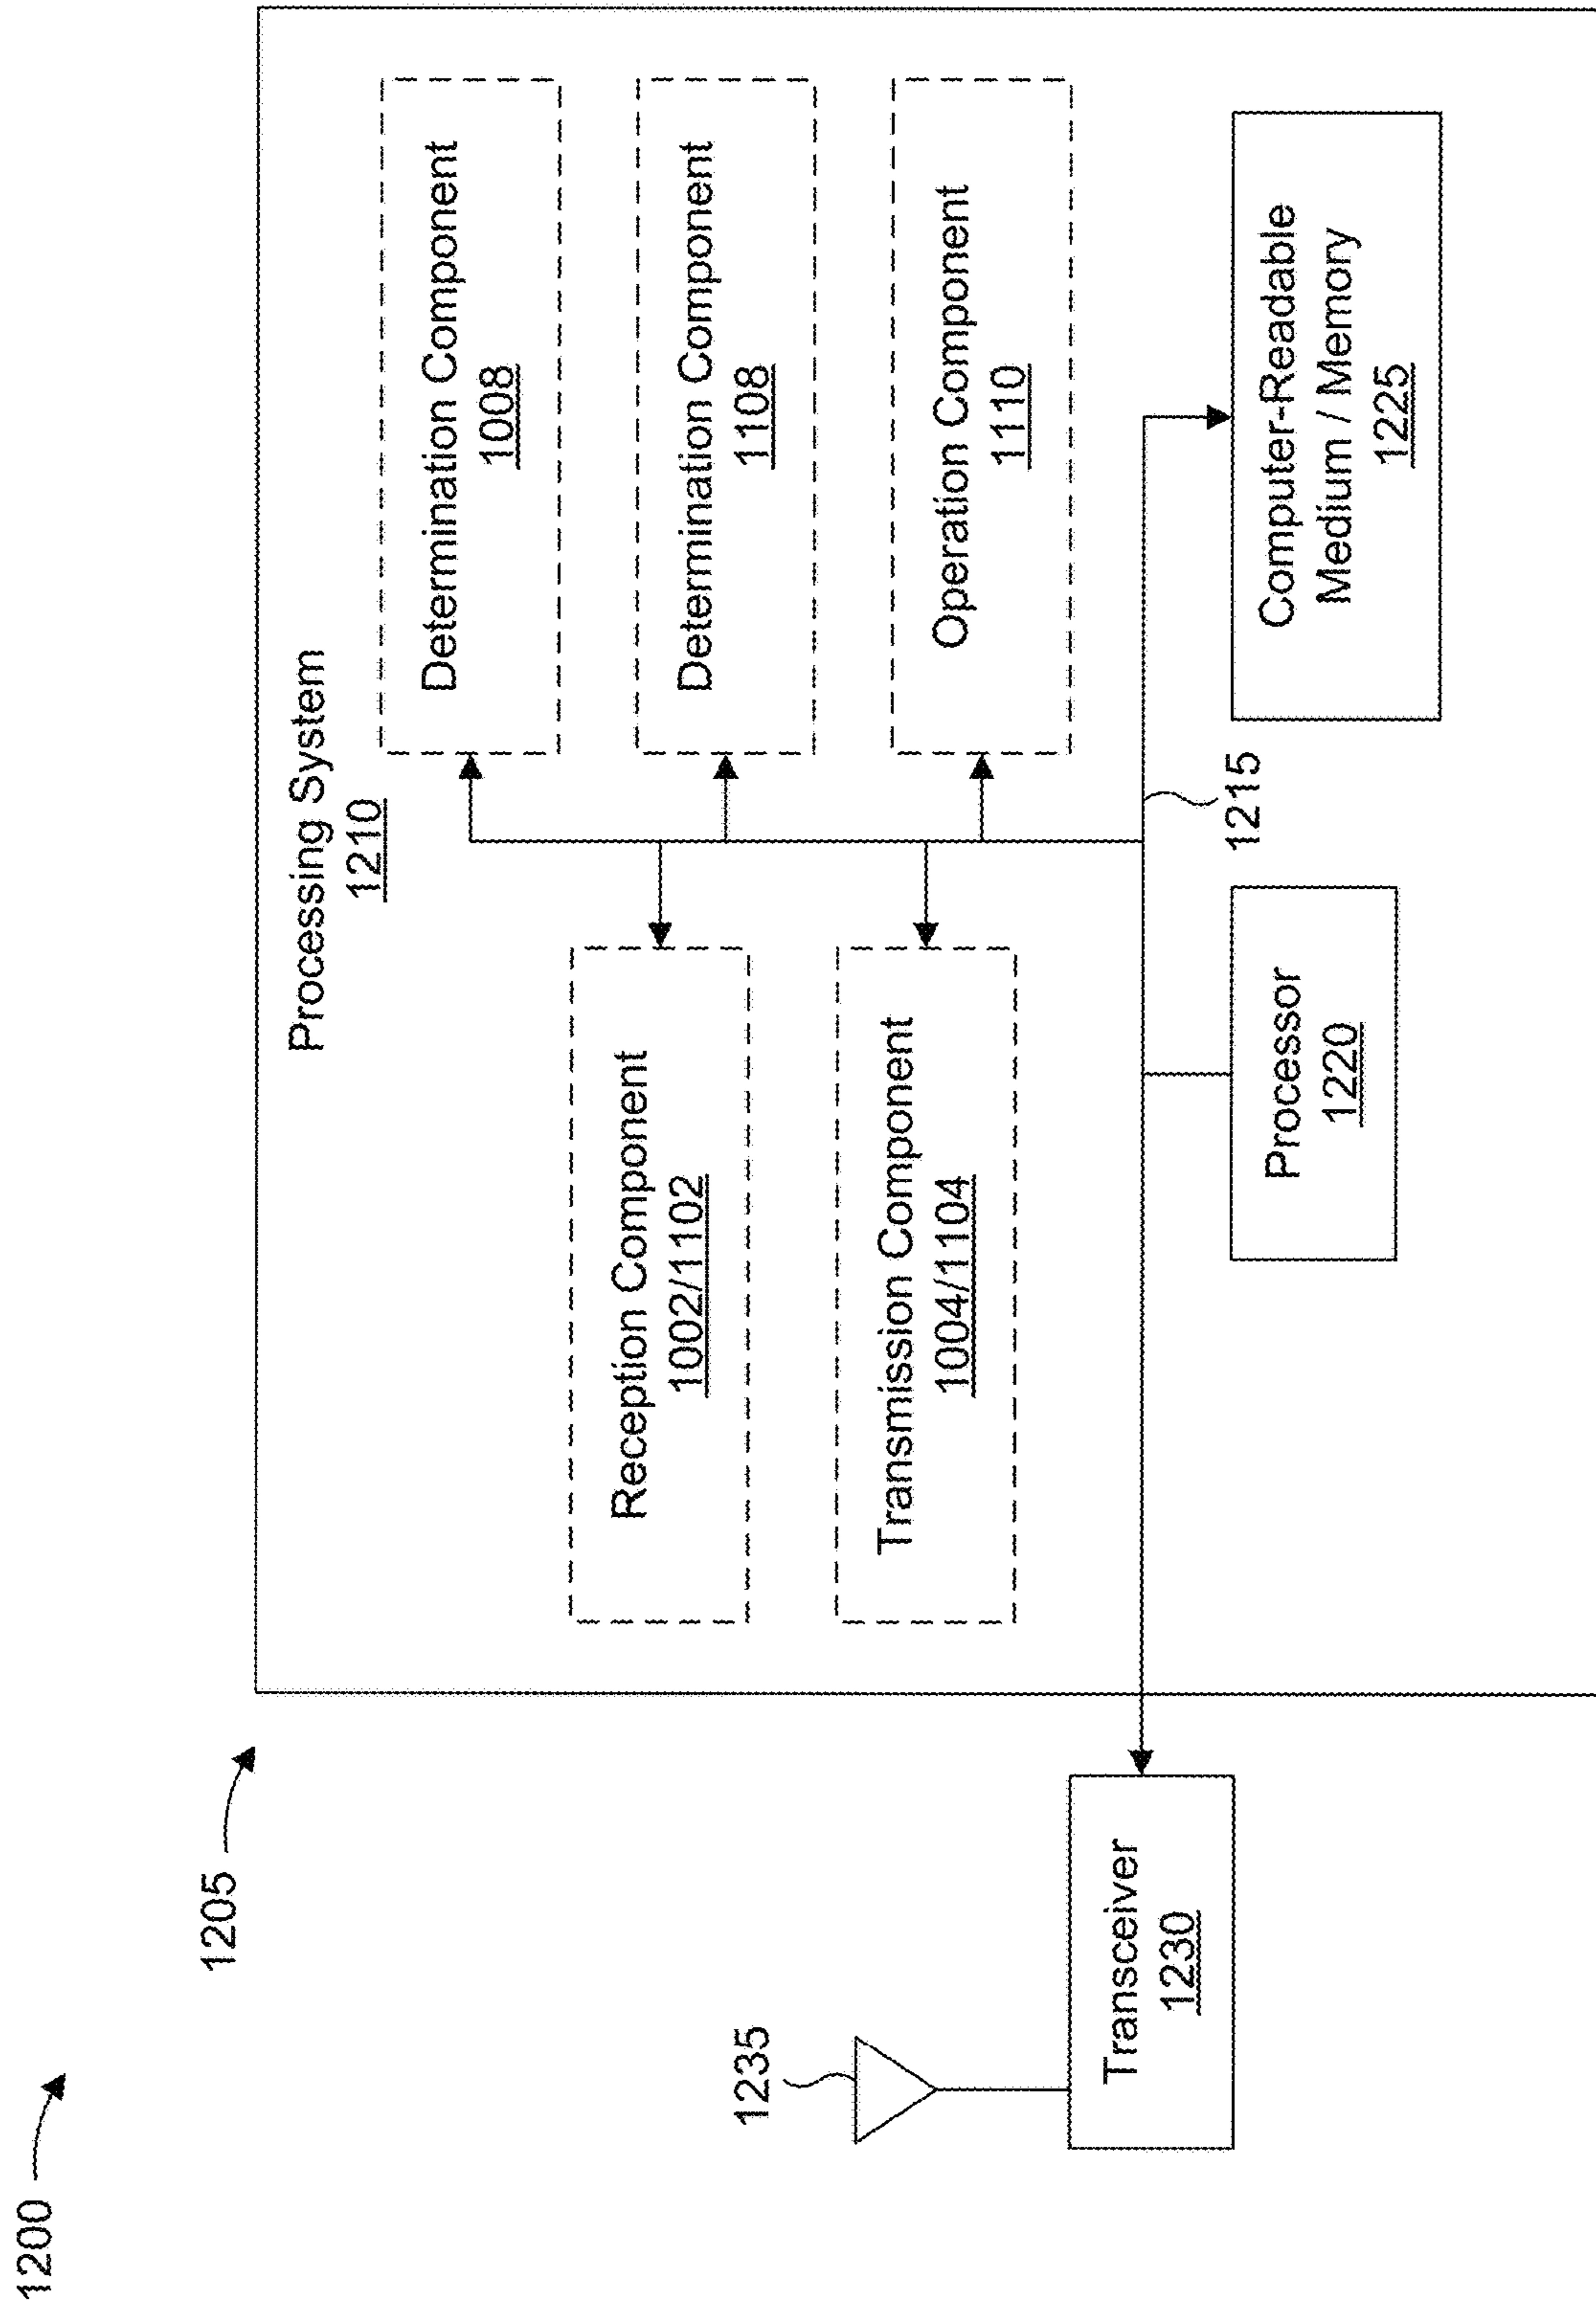 1200
1205
Processing System
1210
Reception Component
1002/1102
Determination Component
1008
Determination Component
1108
Transmission Component
1004/1104
Operation Component
1110
1235
Transceiver
1230
Processor
1220
1215
Computer-Readable
Medium / Memory
1225